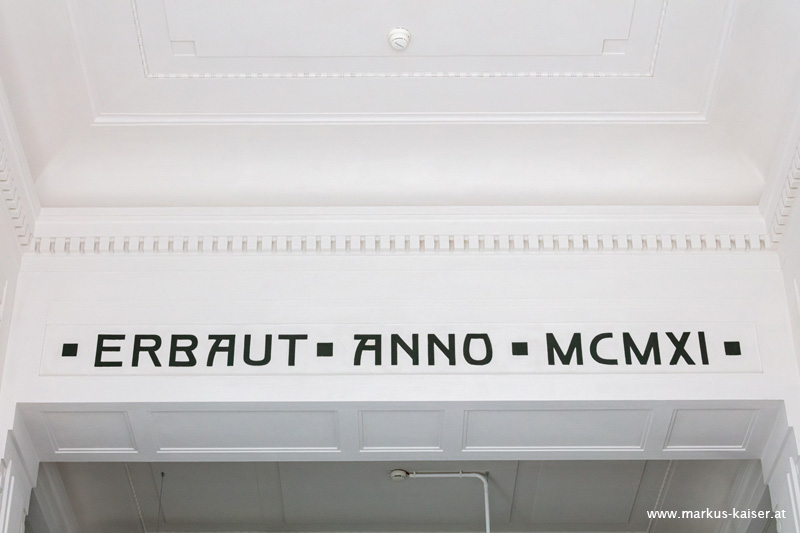 ▪ ERBAUT ▪ ANNO ▪ MCMXI ▪
www.markus-kaiser.at